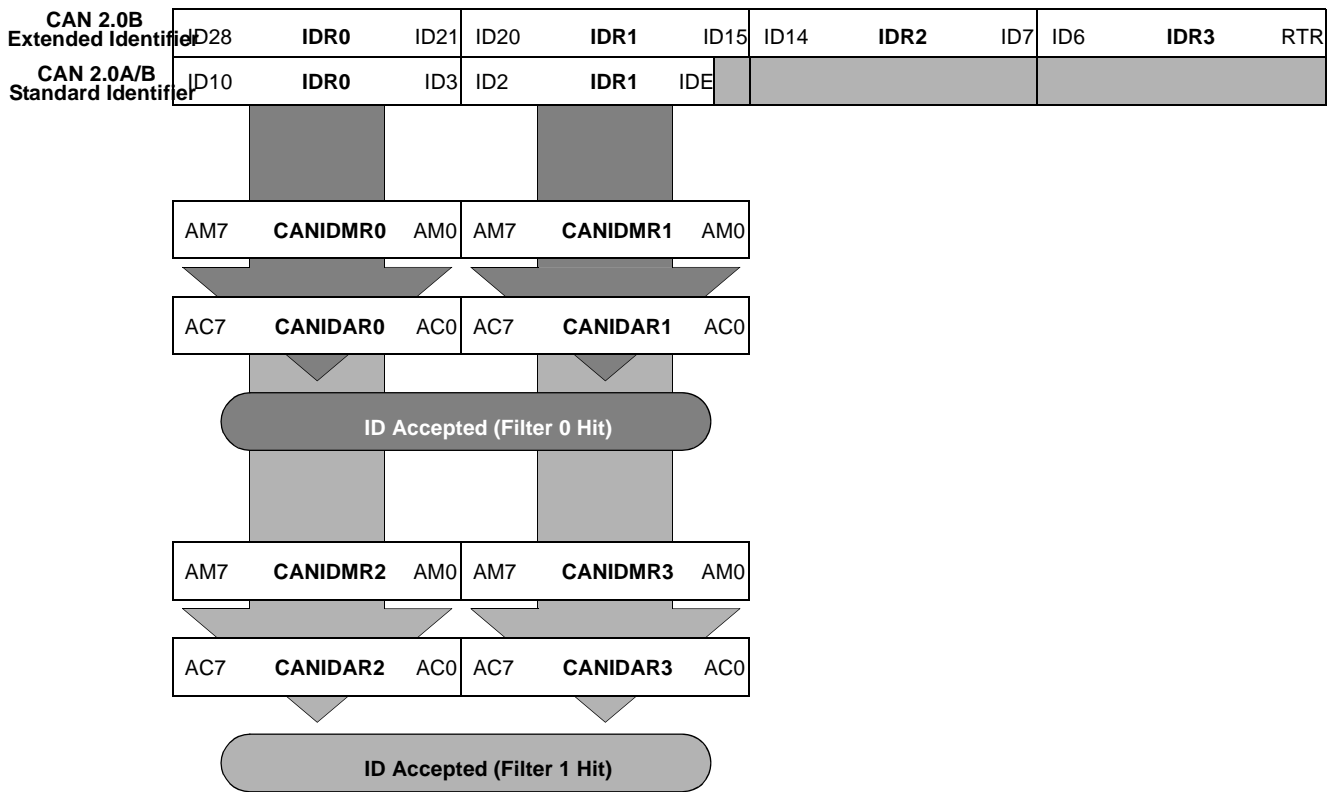 CAN 2.0B
Extended Identifier ID28 IDR0 ID21 ID20 IDR1 ID15 ID14 IDR2 ID7 ID6 IDR3 RTR
CAN 2.0A/B
Standard Identifier ID10 IDR0 ID3 ID2 IDR1 IDE
AM7 CANIDMR0 AM0 AM7 CANIDMR1 AM0
AC7 CANIDAR0 AC0 AC7 CANIDAR1 AC0
ID Accepted (Filter 0 Hit)
AM7 CANIDMR2 AM0 AM7 CANIDMR3 AM0
AC7 CANIDAR2 AC0 AC7 CANIDAR3 AC0
ID Accepted (Filter 1 Hit)